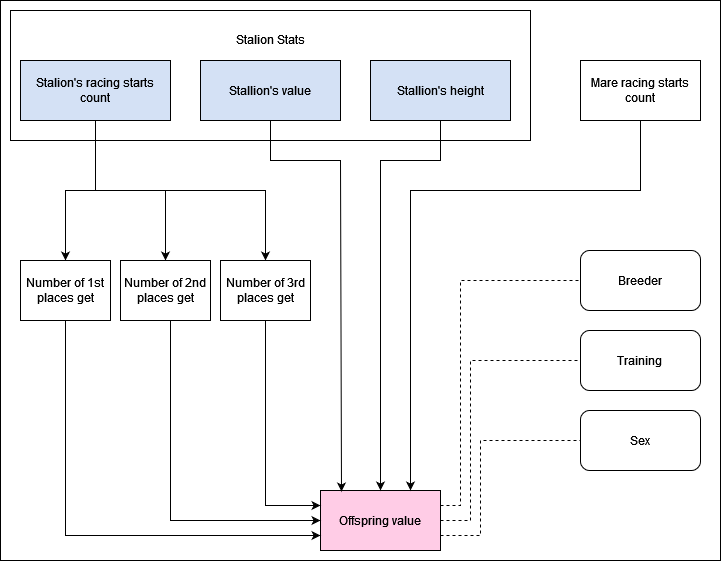 Stalion Stats
Stalion's racing starts
count
Stallion's value
Stallion's height
Mare racing starts
count
Number of 1st
places get
Number of 2nd
places get
Number of 3rd
places get
Breeder
Training
Sex
Offspring value